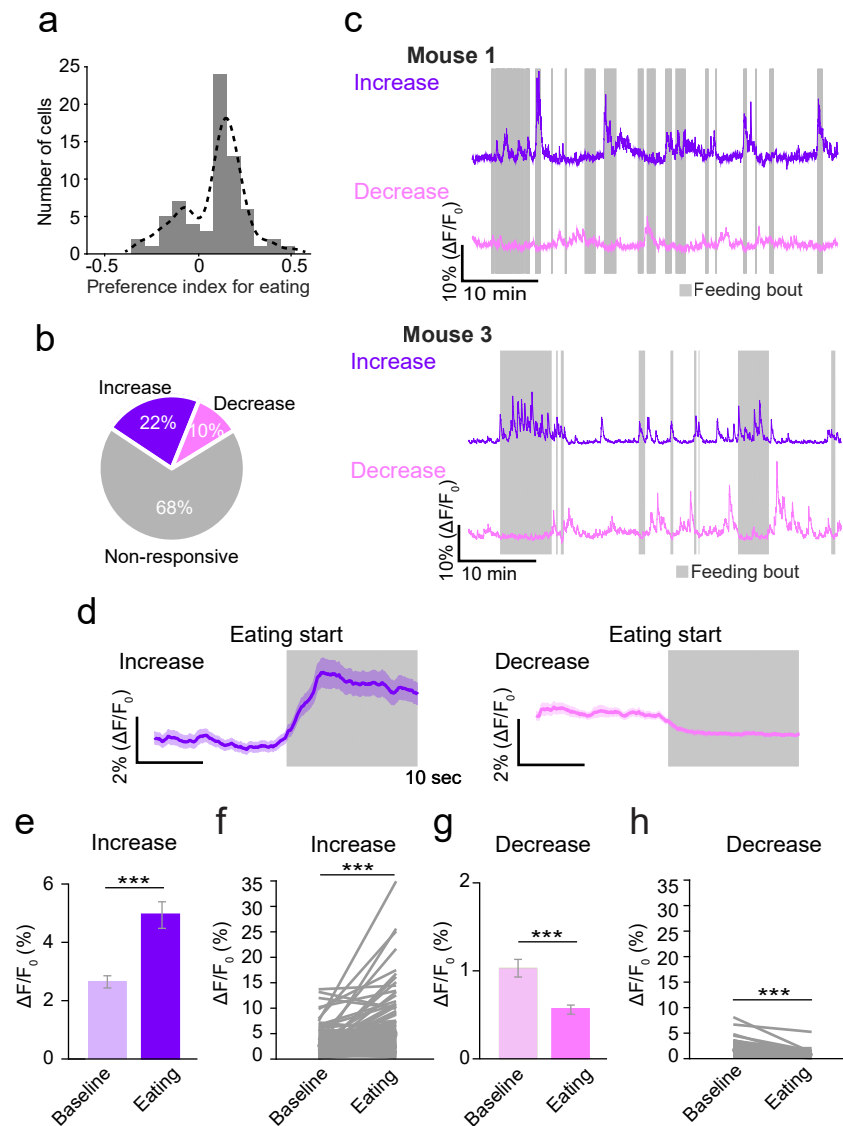 a
Number of cells
25
20
15
10
5
0
-0.5
0
0.5
Preference index for eating
b
Increase
Decrease
22%
10%
68%
Non-responsive
c
Mouse 1
Increase
Decrease
10% (ΔF/F0)
10 min
Feeding bout
Mouse 3
Increase
Decrease
10% (ΔF/F0)
10 min
Feeding bout
d
Eating start
Increase
2% (ΔF/F0)
10 sec
Eating start
Decrease
2% (ΔF/F0)
e
Increase
***
ΔF/F0 (%)
6
4
2
0
Baseline
Eating
f
Increase
***
ΔF/F0 (%)
35
30
25
20
15
10
5
0
Baseline
Eating
g
Decrease
***
ΔF/F0 (%)
2
1
0
Baseline
Eating
h
Decrease
***
ΔF/F0 (%)
35
30
25
20
15
10
5
0
Baseline
Eating